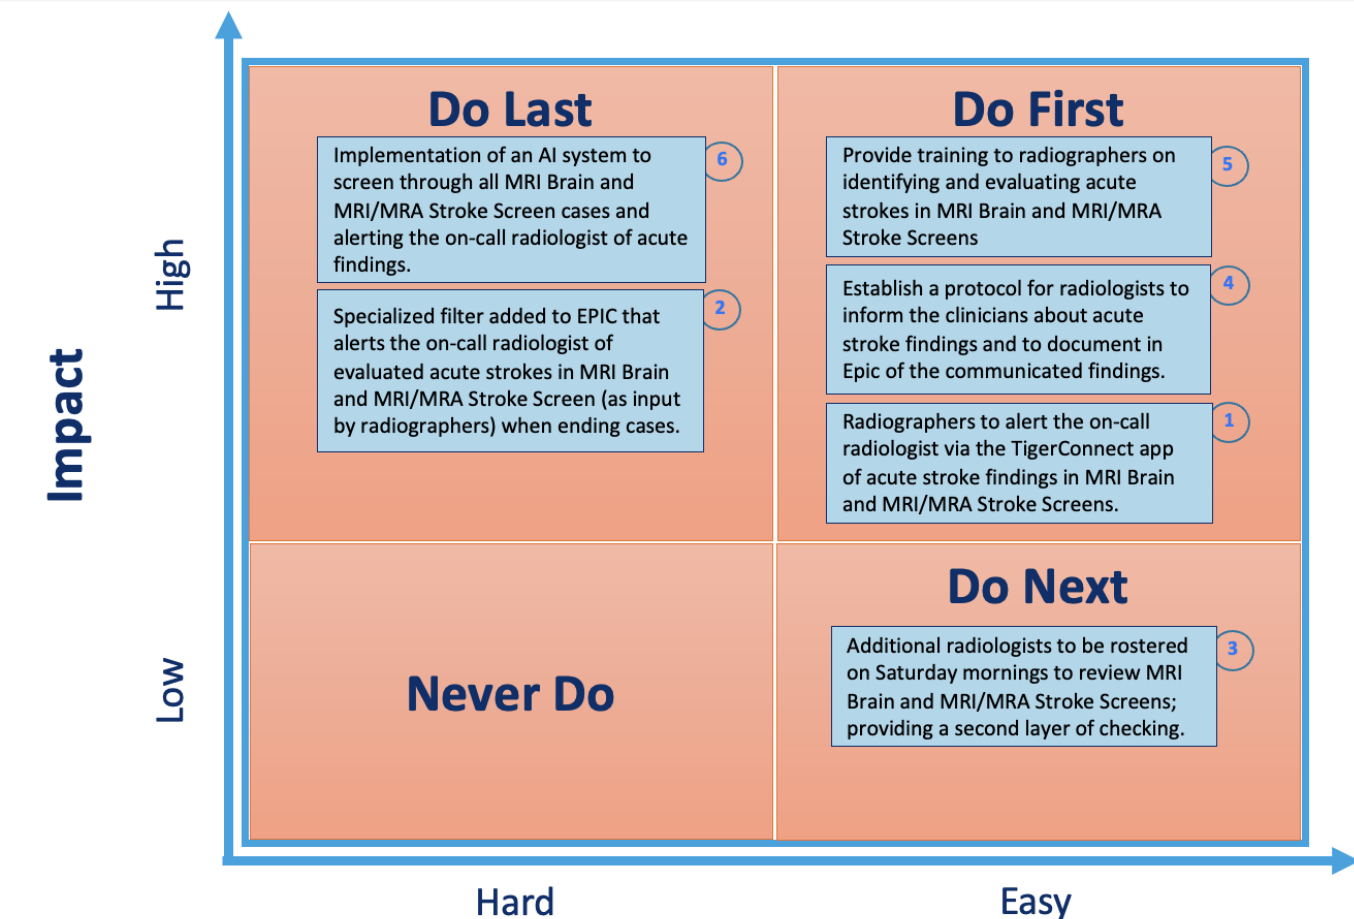 Do Last
Implementation of an AI system to
screen through all MRI Brain and
MRI/MRA Stroke Screen cases and
alerting the on-call radiologist of acute
findings.
6
Specialized filter added to EPIC that
alerts the on-call radiologist of
evaluated acute strokes in MRI Brain
and MRI/MRA Stroke Screen (as input
by radiographers) when ending cases.
2
Do First
Provide training to radiographers on
identifying and evaluating acute
strokes in MRI Brain and MRI/MRA
Stroke Screens
5
Establish a protocol for radiologists to
inform the clinicians about acute
stroke findings and to document in
Epic of the communicated findings.
4
Radiographers to alert the on-call
radiologist via the TigerConnect app
of acute stroke findings in MRI Brain
and MRI/MRA Stroke Screens.
1
Never Do
Do Next
Additional radiologists to be rostered
on Saturday mornings to review MRI
Brain and MRI/MRA Stroke Screens;
providing a second layer of checking.
3
Impact
High
Low
Hard
Easy